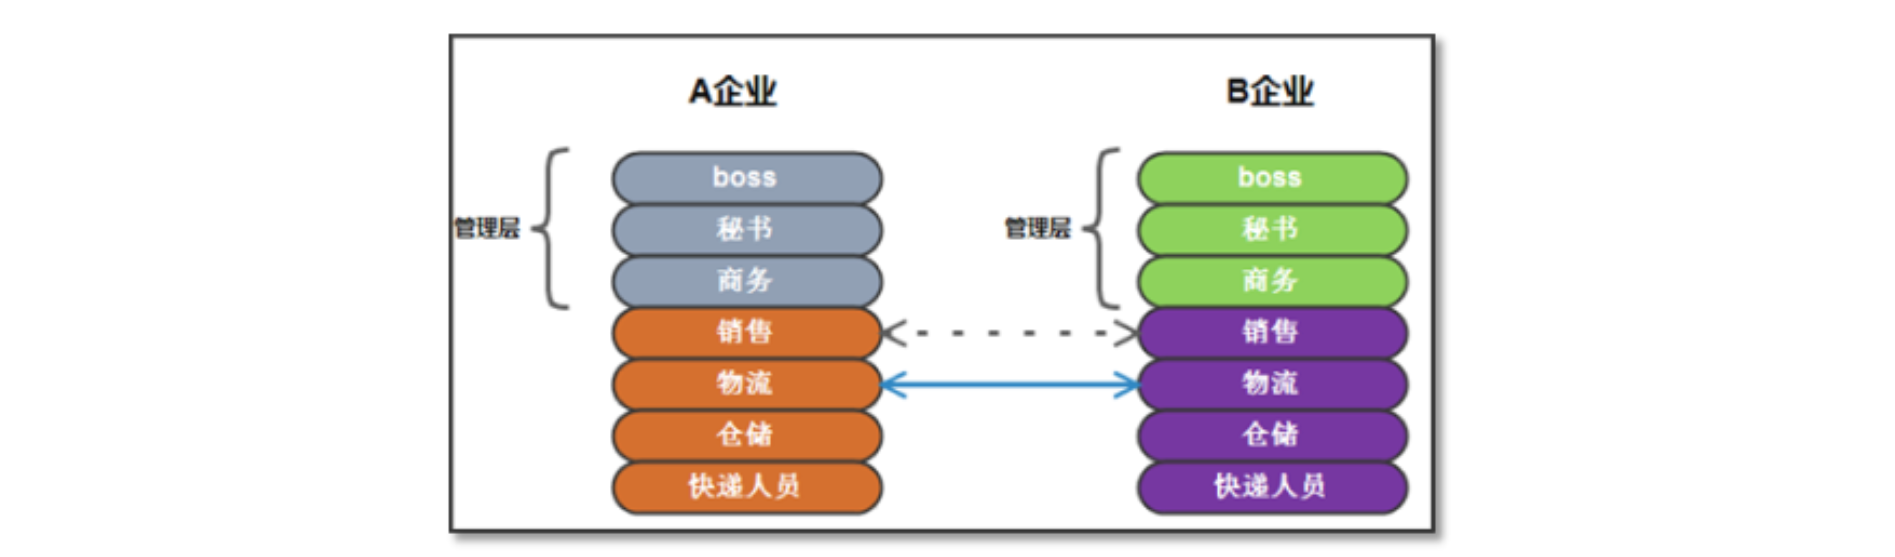 A企业
B企业
管理层
boss
秘书
商务
销售
物流
仓储
快递人员
管理层
boss
秘书
商务
销售
物流
仓储
快递人员